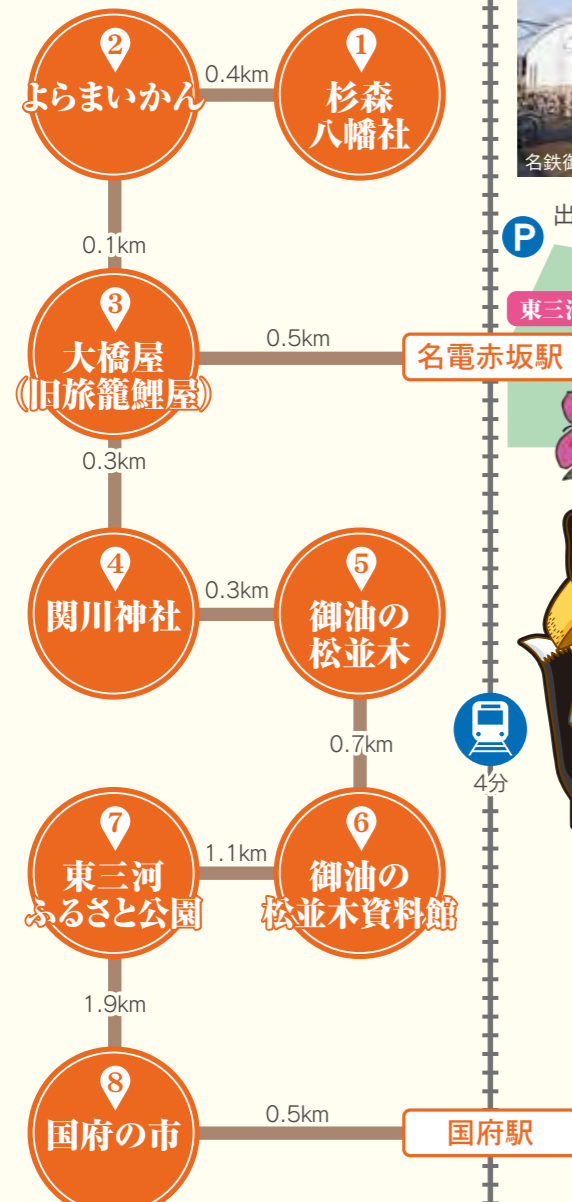 2
よらまいかん
0.4km
1
杉森
八幡社
名鉄御
P
出
0.1km
東三河
3
大橋屋
(旧旅籠鯉屋)
0.5km
名電赤坂駅
0.3km
4
関川神社
0.3km
5
御油の
松並木
0.7km
4分
7
東三河
ふるさと公園
1.1km
6
御油の
松並木資料館
1.9km
8
国府の市
0.5km
国府駅